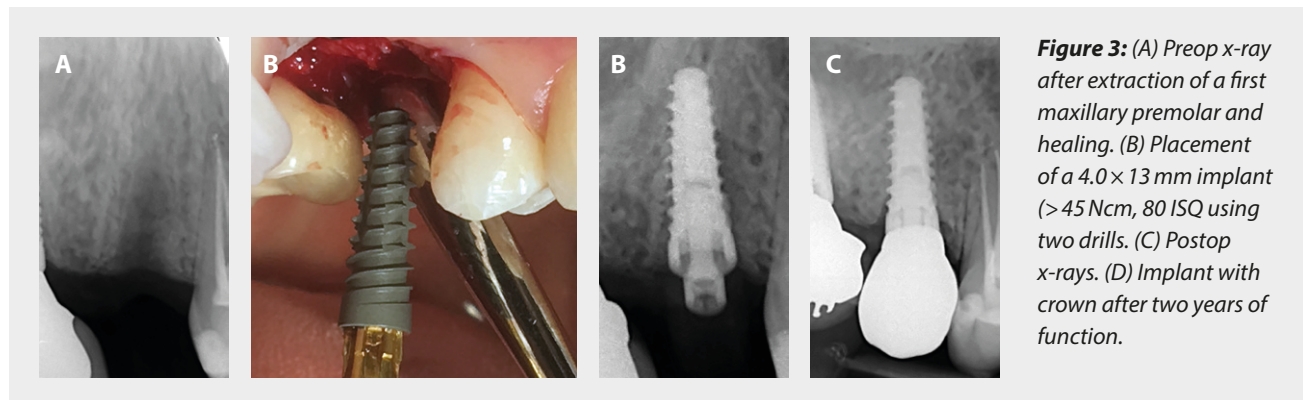 A
B
B
C
Figure 3: (A) Preop x-ray
after extraction of a first
maxillary premolar and
healing. (B) Placement
of a 4.0 × 13 mm implant
(> 45 Ncm, 80 ISQ using
two drills. (C) Postop
x-rays. (D) Implant with
crown after two years of
function.